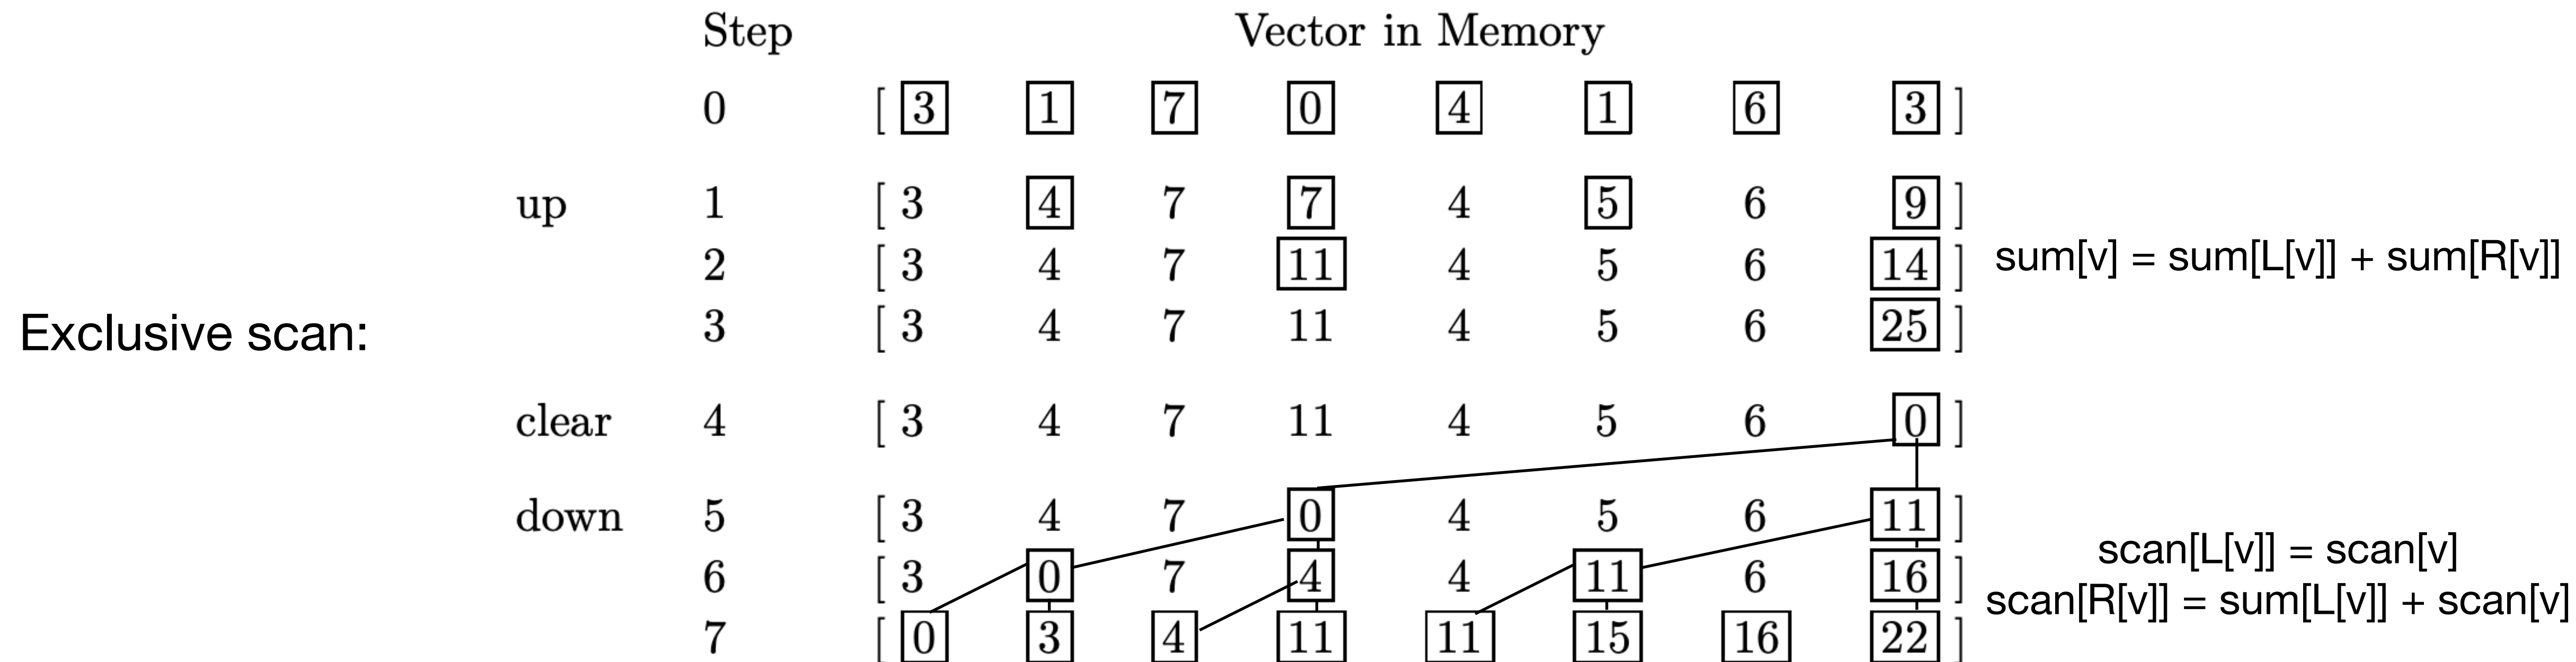 Step Vector in Memory
0 [ 3 1 7 0 4 1 6 3 ]
up 1 [ 3 4 7 7 4 5 6 9 ]
2 [ 3 4 7 11 4 5 6 14 ] sum[v] = sum[L[v]] + sum[R[v]]
Exclusive scan: 3 [ 3 4 7 11 4 5 6 25 ]
clear 4 [ 3 4 7 11 4 5 6 0 ]
down 5 [ 3 4 7 0 4 5 6 11 ]
scan[L[v]] = scan[v]
6 [ 3 0 7 4 4 11 6 16 ]
scan[R[v]] = sum[L[v]] + scan[v]
7 [ 0 3 4 11 11 15 16 22 ]